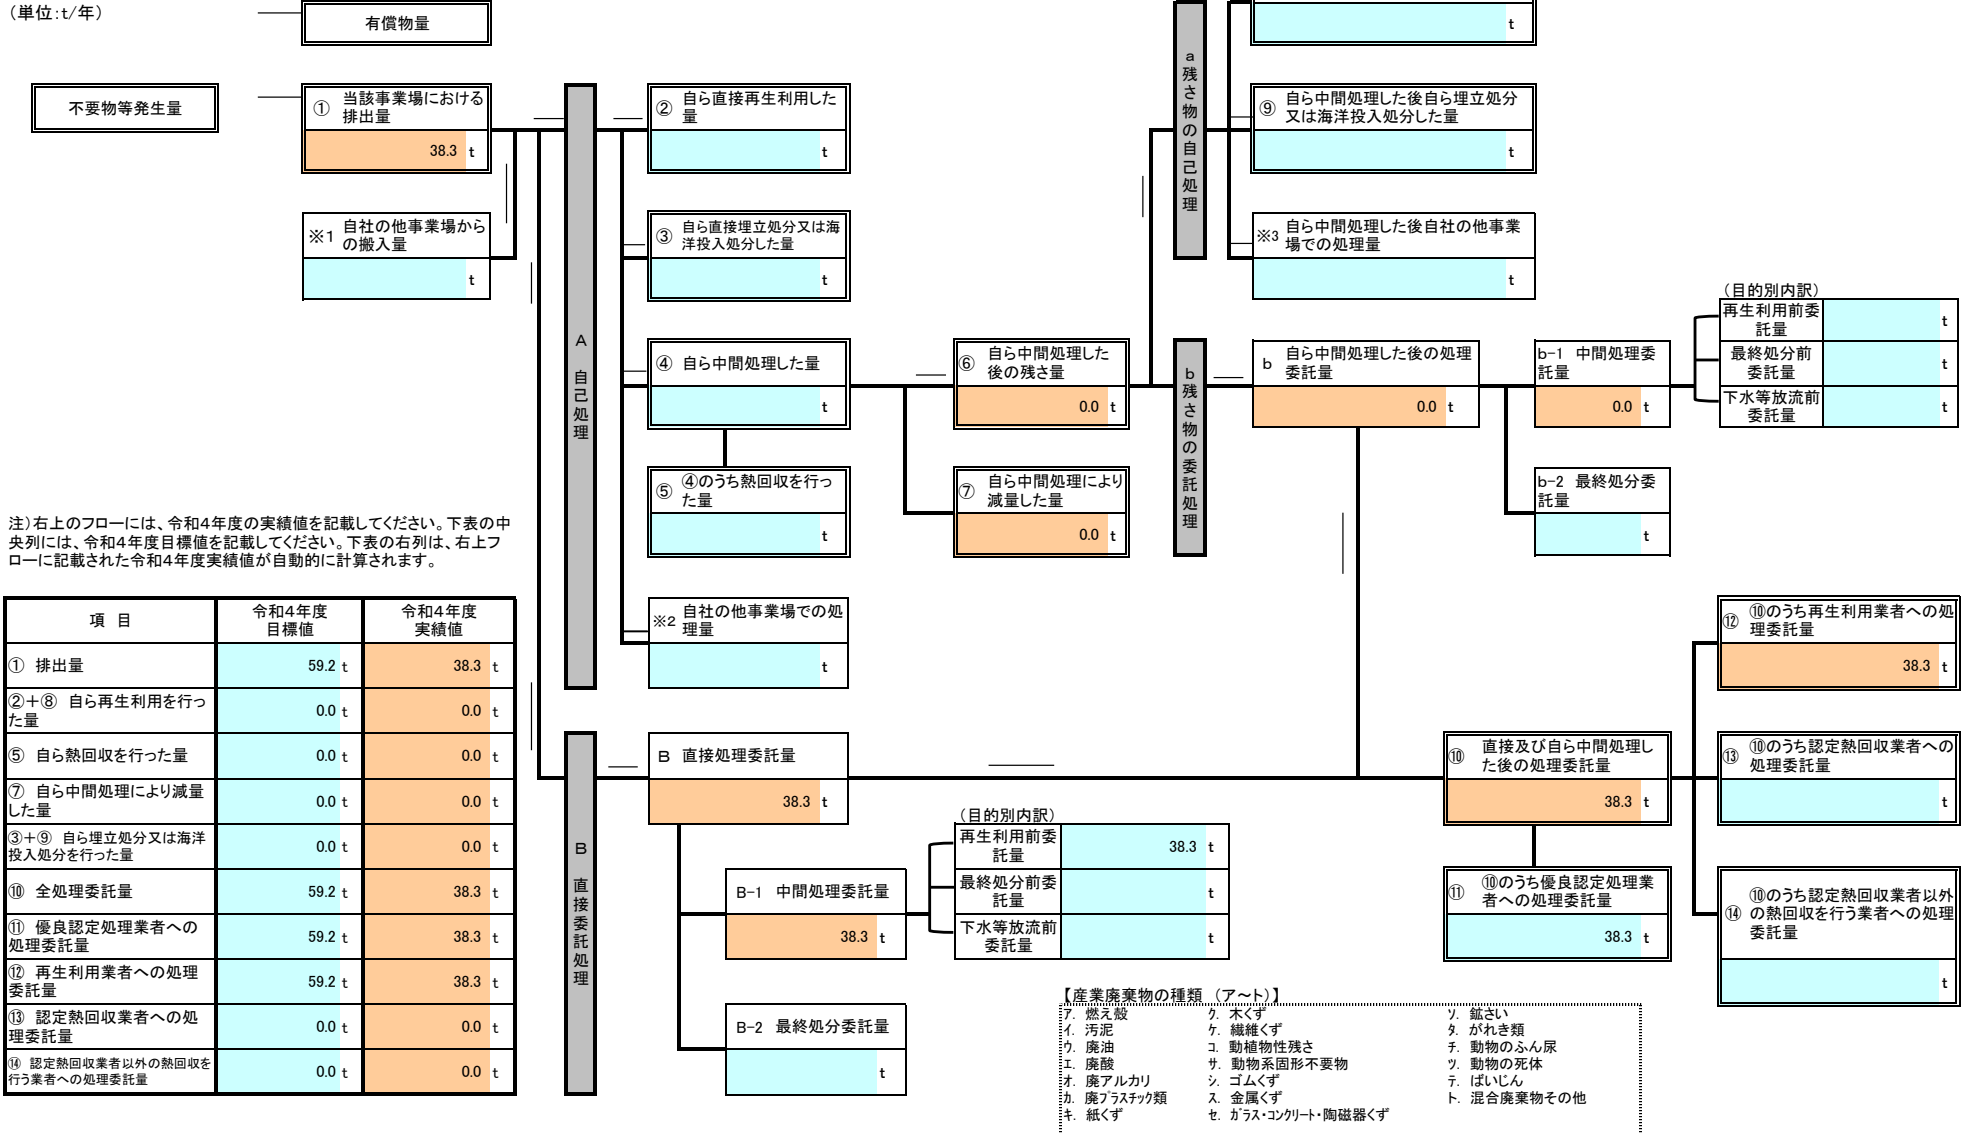 （単位：t/年）
有償物量
不要物等発生量
① 当該事業場における
排出量
38.3 t
※1 自社の他事業場から
の搬入量
t
A 自己処理
② 自ら直接再生利用した
量
t
③ 自ら直接埋立処分又は海
洋投入処分した量
t
④ 自ら中間処理した量
t
⑤ ④のうち熱回収を行っ
た量
t
※2 自社の他事業場での処
理量
t
⑥ 自ら中間処理した
後の残さ量
0.0 t
⑦ 自ら中間処理により
減量した量
0.0 t
a 残さ物の自己処理
t
⑨ 自ら中間処理した後自ら埋立処分
又は海洋投入処分した量
t
※3 自ら中間処理した後自社の他事業
場での処理量
t
b 残さ物の委託処理
b 自ら中間処理した後の処理
委託量
0.0 t
b-1 中間処理委
託量
0.0 t
b-2 最終処分委
託量
t
（目的別内訳）
再生利用前委
託量
t
最終処分前
委託量
t
下水等放流前
委託量
t
注）右上のフローには、令和4年度の実績値を記載してください。下表の中
央列には、令和4年度目標値を記載してください。下表の右列は、右上フ
ローに記載された令和4年度実績値が自動的に計算されます。
項 目 令和4年度
目標値 令和4年度
実績値
① 排出量 59.2 t 38.3 t
②＋⑧ 自ら再生利用を行っ
た量 0.0 t 0.0 t
⑤ 自ら熱回収を行った量 0.0 t 0.0 t
⑦ 自ら中間処理により減量
した量 0.0 t 0.0 t
③＋⑨ 自ら埋立処分又は海洋
投入処分を行った量 0.0 t 0.0 t
⑩ 全処理委託量 59.2 t 38.3 t
⑪ 優良認定処理業者への
処理委託量 59.2 t 38.3 t
⑫ 再生利用業者への処理
委託量 59.2 t 38.3 t
⑬ 認定熱回収業者への処
理委託量 0.0 t 0.0 t
⑭ 認定熱回収業者以外の熱回収を
行う業者への処理委託量 0.0 t 0.0 t
B 直接委託処理
B 直接処理委託量
38.3 t
B-1 中間処理委託量
38.3 t
B-2 最終処分委託量
t
（目的別内訳）
再生利用前委
託量
38.3 t
最終処分前委
託量
t
下水等放流前
委託量
t
⑩ 直接及び自ら中間処理し
た後の処理委託量
38.3 t
⑪ ⑩のうち優良認定処理業
者への処理委託量
38.3 t
⑫ ⑩のうち再生利用業者への処
理委託量
38.3 t
⑬ ⑩のうち認定熱回収業者への
処理委託量
t
⑭ ⑩のうち認定熱回収業者以外
の熱回収を行う業者への処理
委託量
t
【産業廃棄物の種類 （ア～ト）】
ア. 燃え殻 ク. 木くず ソ. 鉱さい
イ. 汚泥 ケ. 繊維くず タ. がれき類
ウ. 廃油 コ. 動植物性残さ チ. 動物のふん尿
エ. 廃酸 サ. 動物系固形不要物 ツ. 動物の死体
オ. 廃アルカリ シ. ゴムくず テ. ばいじん
カ. 廃プラスチック類 ス. 金属くず ト. 混合廃棄物その他
キ. 紙くず セ. ガラス・コンクリート・陶磁器くず